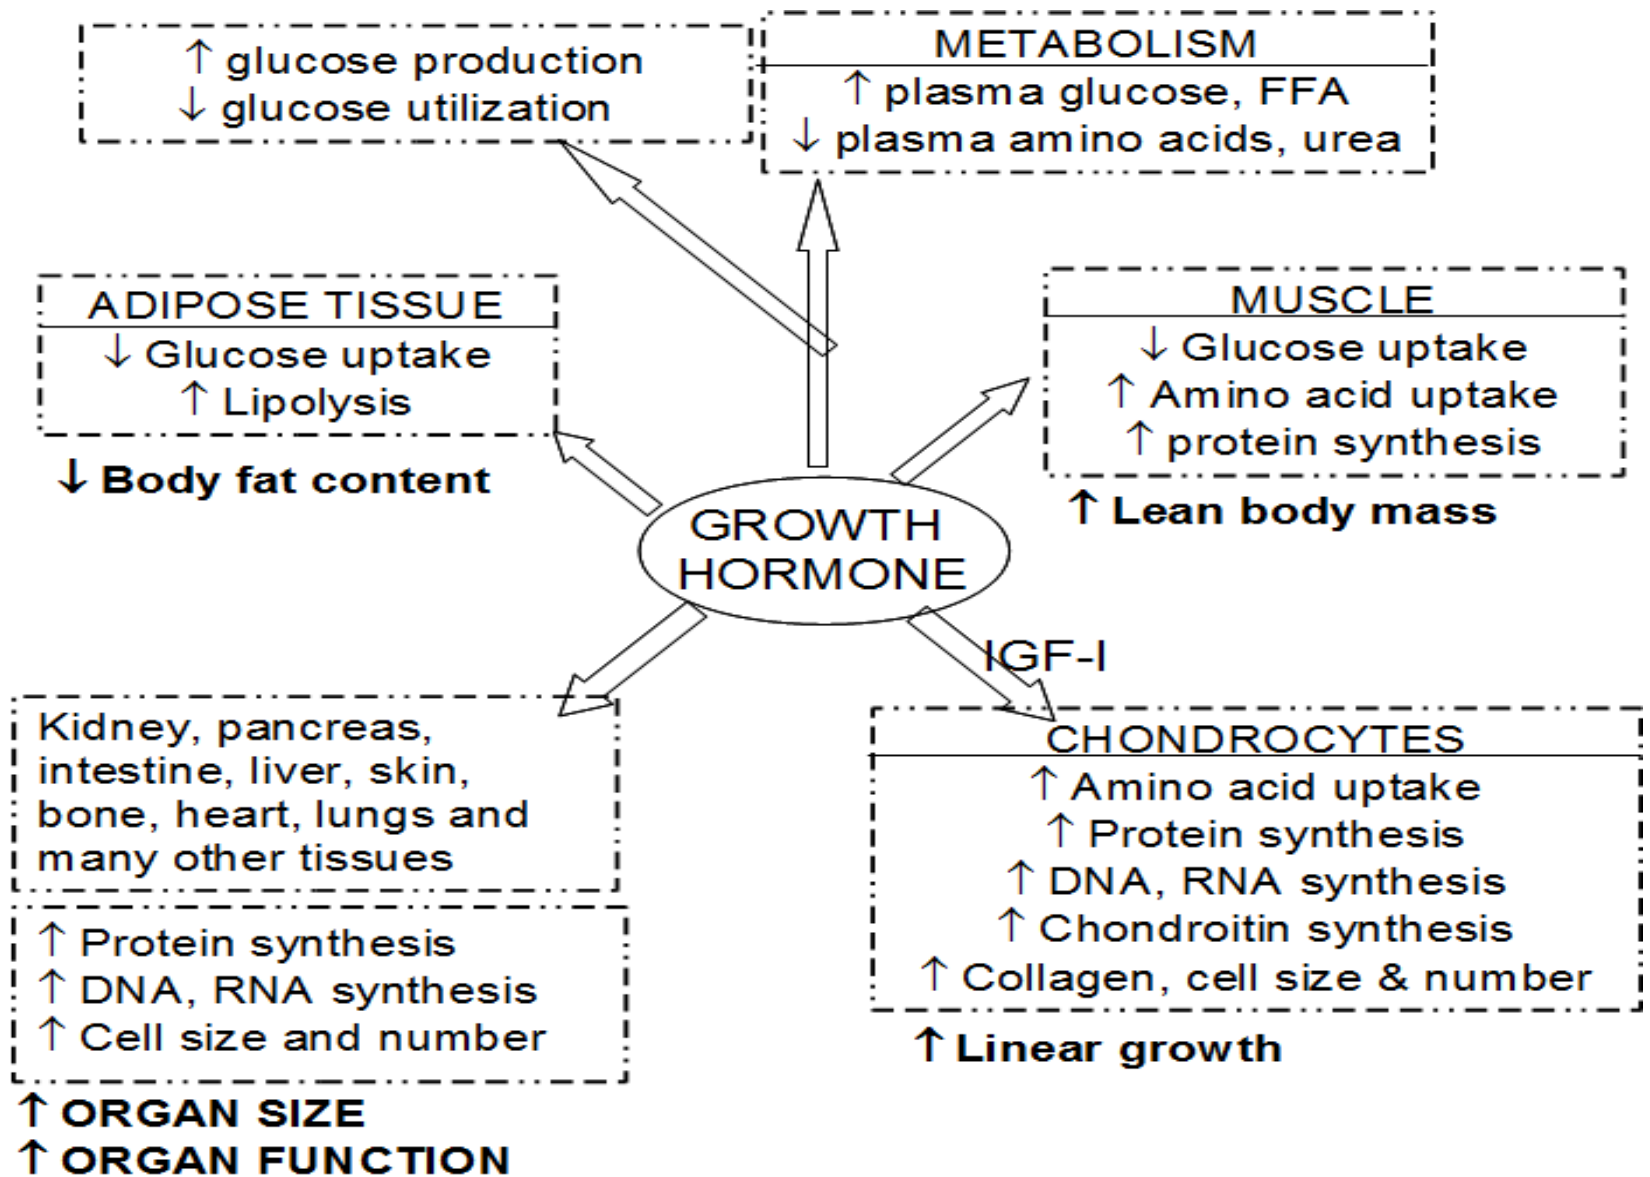 ↑ glucose production
↓ glucose utilization
METABOLISM
↑ plasma glucose, FFA
↓ plasma amino acids, urea
ADIPOSE TISSUE
↓ Glucose uptake
↑ Lipolysis
↓ Body fat content
MUSCLE
↓ Glucose uptake
↑ Amino acid uptake
↑ protein synthesis
↑ Lean body mass
GROWTH
HORMONE
IGF-I
Kidney, pancreas,
intestine, liver, skin,
bone, heart, lungs and
many other tissues
↑ Protein synthesis
↑ DNA, RNA synthesis
↑ Cell size and number
↑ ORGAN SIZE
↑ ORGAN FUNCTION
CHONDROCYTES
↑ Amino acid uptake
↑ Protein synthesis
↑ DNA, RNA synthesis
↑ Chondroitin synthesis
↑ Collagen, cell size & number
↑ Linear growth